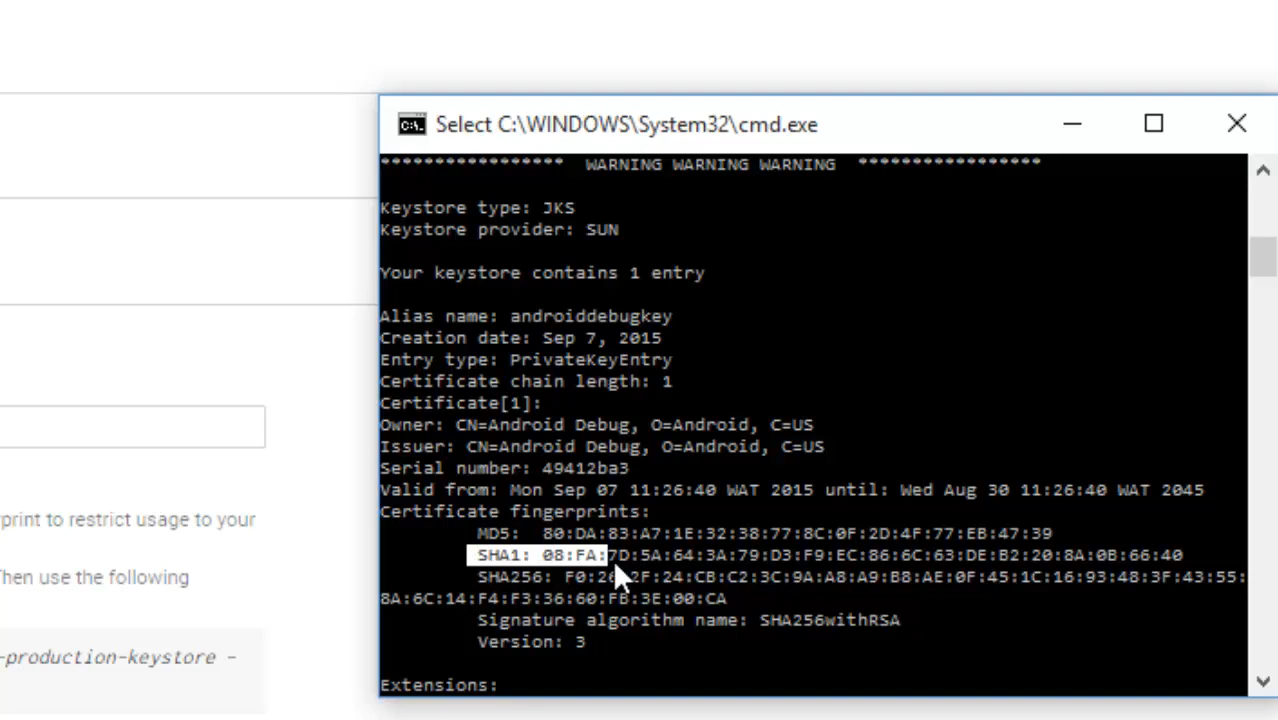 Select C:\WINDOWS\System32\cmd.exe
***************** WARNING WARNING WARNING *****************
Keystore type: JKS
Keystore provider: SUN
Your keystore contains 1 entry
Alias name: androiddebugkey
Creation date: Sep 7, 2015
Entry type: PrivateKeyEntry
Certificate chain length: 1
Certificate[1]:
Owner: CN=Android Debug, O=Android, C=US
Issuer: CN=Android Debug, O=Android, C=US
Serial number: 49412ba3
Valid from: Mon Sep 07 11:26:40 WAT 2015 until: Wed Aug 30 11:26:40 WAT 2045
Certificate fingerprints:
MD5: 80:DA:83:A7:1E:32:38:77:8C:0F:2D:4F:77:EB:47:39
SHA1: 08:FA:7D:5A:64:3A:79:D3:F9:EC:86:6C:63:DE:B2:20:8A:0B:66:40
SHA256: F0:26:2F:24:CB:C2:3C:9A:A8:A9:B8:AE:0F:45:1C:16:93:48:3F:43:55:
8A:6C:14:F4:F3:36:60:FB:3E:00:CA
Signature algorithm name: SHA256withRSA
Version: 3
Extensions:
print to restrict usage to your
Then use the following
-production-keystore -